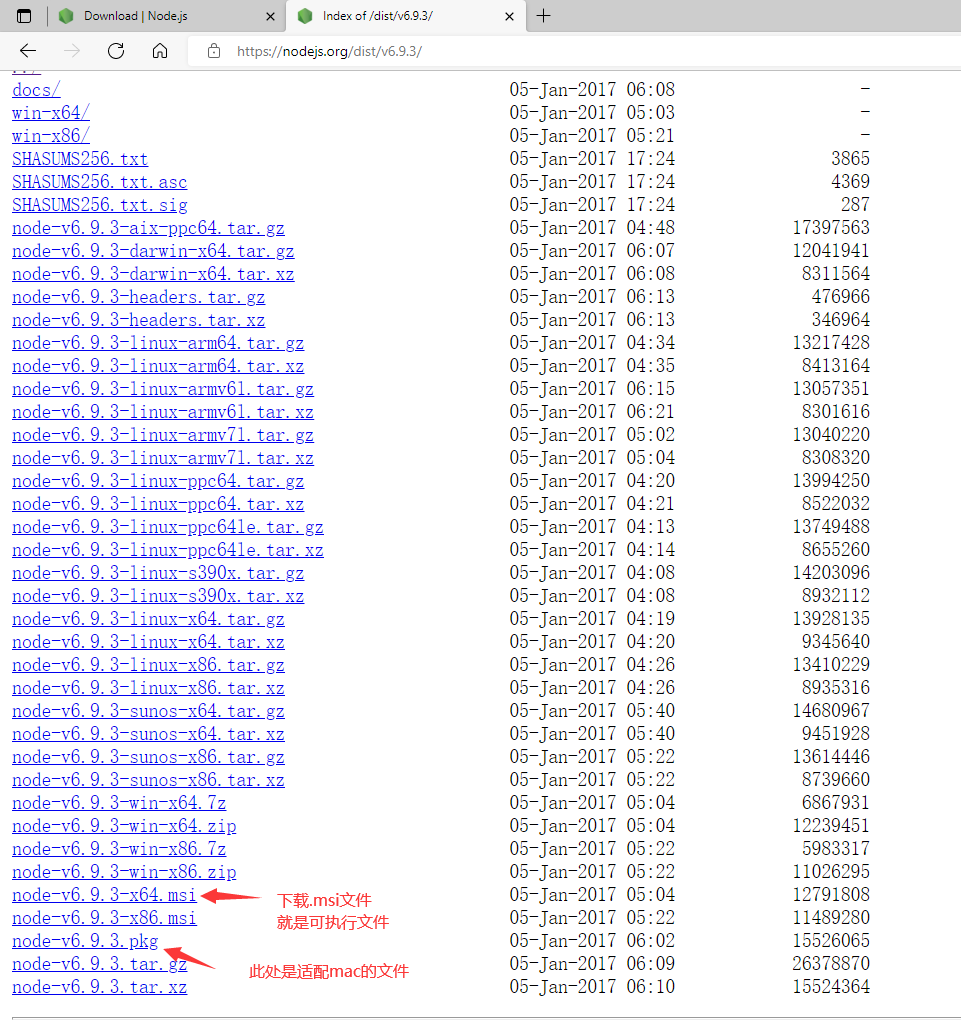 Download | Node.js
Index of /dist/v6.9.3/
https://nodejs.org/dist/v6.9.3/
../
docs/ 05-Jan-2017 06:08 -
win-x64/ 05-Jan-2017 05:03 -
win-x86/ 05-Jan-2017 05:21 -
SHASUMS256.txt 05-Jan-2017 17:24 3865
SHASUMS256.txt.asc 05-Jan-2017 17:24 4369
SHASUMS256.txt.sig 05-Jan-2017 17:24 287
node-v6.9.3-aix-ppc64.tar.gz 05-Jan-2017 04:48 17397563
node-v6.9.3-darwin-x64.tar.gz 05-Jan-2017 06:07 12041941
node-v6.9.3-darwin-x64.tar.xz 05-Jan-2017 06:08 8311564
node-v6.9.3-headers.tar.gz 05-Jan-2017 06:13 476966
node-v6.9.3-headers.tar.xz 05-Jan-2017 06:13 346964
node-v6.9.3-linux-arm64.tar.gz 05-Jan-2017 04:34 13217428
node-v6.9.3-linux-arm64.tar.xz 05-Jan-2017 04:35 8413164
node-v6.9.3-linux-armv6l.tar.gz 05-Jan-2017 06:15 13057351
node-v6.9.3-linux-armv6l.tar.xz 05-Jan-2017 06:21 8301616
node-v6.9.3-linux-armv7l.tar.gz 05-Jan-2017 05:02 13040220
node-v6.9.3-linux-armv7l.tar.xz 05-Jan-2017 05:04 8308320
node-v6.9.3-linux-ppc64.tar.gz 05-Jan-2017 04:20 13994250
node-v6.9.3-linux-ppc64.tar.xz 05-Jan-2017 04:21 8522032
node-v6.9.3-linux-ppc64le.tar.gz 05-Jan-2017 04:13 13749488
node-v6.9.3-linux-ppc64le.tar.xz 05-Jan-2017 04:14 8655260
node-v6.9.3-linux-s390x.tar.gz 05-Jan-2017 04:08 14203096
node-v6.9.3-linux-s390x.tar.xz 05-Jan-2017 04:08 8932112
node-v6.9.3-linux-x64.tar.gz 05-Jan-2017 04:19 13928135
node-v6.9.3-linux-x64.tar.xz 05-Jan-2017 04:20 9345640
node-v6.9.3-linux-x86.tar.gz 05-Jan-2017 04:26 13410229
node-v6.9.3-linux-x86.tar.xz 05-Jan-2017 04:26 8935316
node-v6.9.3-sunos-x64.tar.gz 05-Jan-2017 05:40 14680967
node-v6.9.3-sunos-x64.tar.xz 05-Jan-2017 05:40 9451928
node-v6.9.3-sunos-x86.tar.gz 05-Jan-2017 05:22 13614446
node-v6.9.3-sunos-x86.tar.xz 05-Jan-2017 05:22 8739660
node-v6.9.3-win-x64.7z 05-Jan-2017 05:04 6867931
node-v6.9.3-win-x64.zip 05-Jan-2017 05:04 12239451
node-v6.9.3-win-x86.7z 05-Jan-2017 05:22 5983317
node-v6.9.3-win-x86.zip 05-Jan-2017 05:22 11026295
node-v6.9.3-x64.msi 05-Jan-2017 05:04 12791808
下载.msi文件
就是可执行文件
node-v6.9.3-x86.msi 05-Jan-2017 05:22 11489280
node-v6.9.3.pkg 05-Jan-2017 06:02 15526065
node-v6.9.3.tar.gz 05-Jan-2017 06:09 26378870
此处是适配mac的文件
node-v6.9.3.tar.xz 05-Jan-2017 06:10 15524364